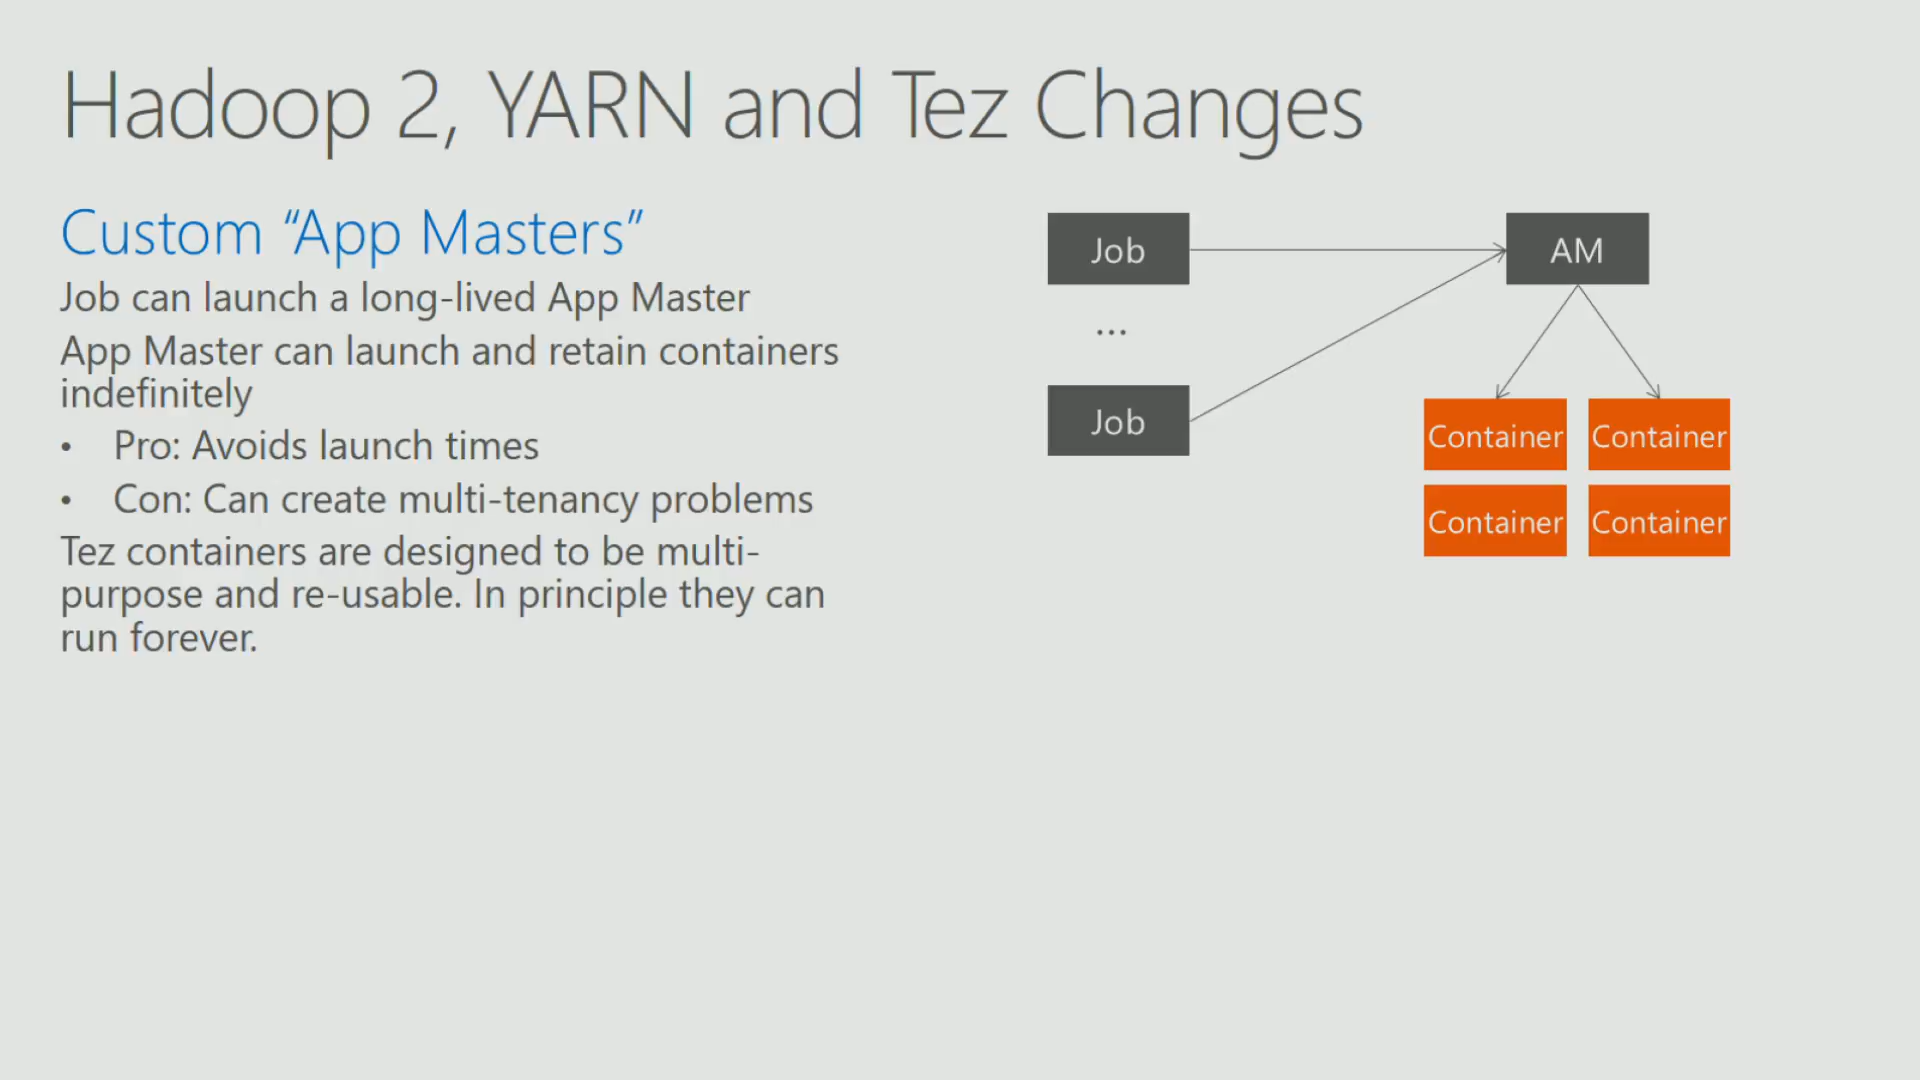 Hadoop 2, YARN and Tez Changes
Custom “App Masters”
Job can launch a long-lived App Master
App Master can launch and retain containers
indefinitely
• Pro: Avoids launch times
• Con: Can create multi-tenancy problems
Tez containers are designed to be multi-
purpose and re-usable. In principle they can
run forever.
Job
AM
...
Job
Container Container
Container Container